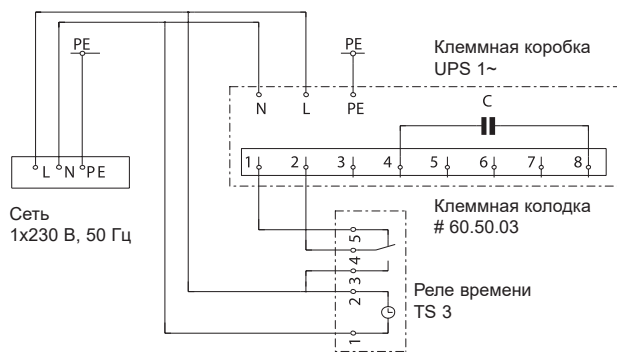 PE
PE
Клеммная коробка
UPS 1~
N L PE
C
1 2 3 4 5 6 7 8
L N PE
Сеть
1x230 В, 50 Гц
Клеммная колодка
# 60.50.03
5
4
3
2
1
Реле времени
TS 3